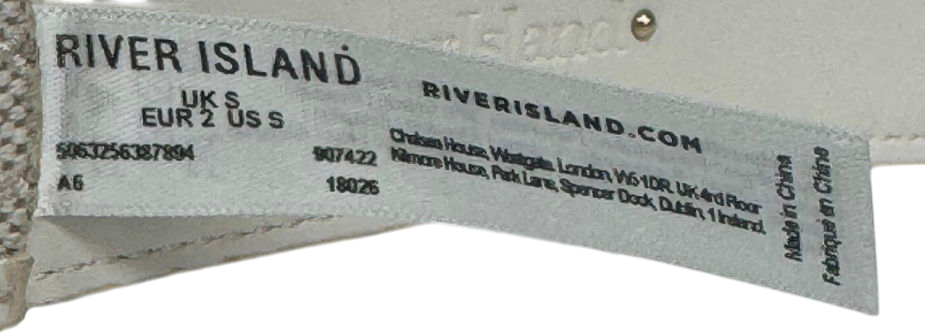 Island
RIVER ISLAND
UK S
EUR 2 US S
5063256387894 907422
A6 18026
RIVERISLAND.COM
Chelsea House, Westgate, London, W5 1DR, UK 4rd Floor
Kilmore House, Park Lane, Spencer Dock, Dublin, 1 Ireland.
Made in China
Fabriqué en Chine